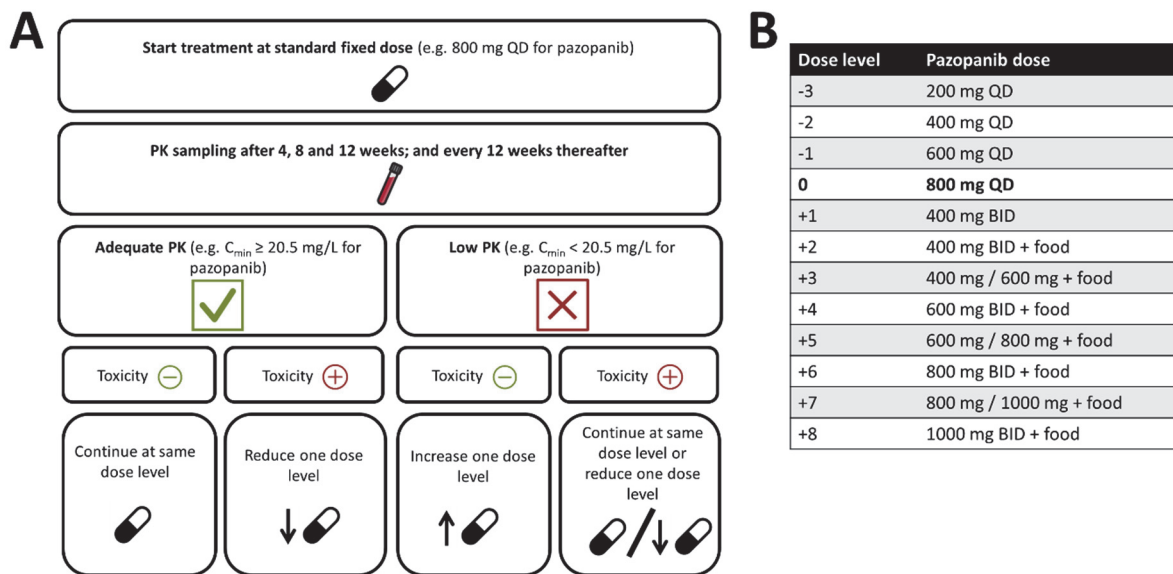 A
Start treatment at standard fixed dose (e.g. 800 mg QD for pazopanib)
PK sampling after 4, 8 and 12 weeks; and every 12 weeks thereafter
Adequate PK (e.g. Cmin ≥ 20.5 mg/L for
pazopanib)
Low PK (e.g. Cmin < 20.5 mg/L for
pazopanib)
Toxicity −
Toxicity +
Toxicity −
Toxicity +
Continue at same
dose level
Reduce one dose
level
Increase one dose
level
Continue at same
dose level or
reduce one dose
level
B
Dose level Pazopanib dose
-3 200 mg QD
-2 400 mg QD
-1 600 mg QD
0 800 mg QD
+1 400 mg BID
+2 400 mg BID + food
+3 400 mg / 600 mg + food
+4 600 mg BID + food
+5 600 mg / 800 mg + food
+6 800 mg BID + food
+7 800 mg / 1000 mg + food
+8 1000 mg BID + food